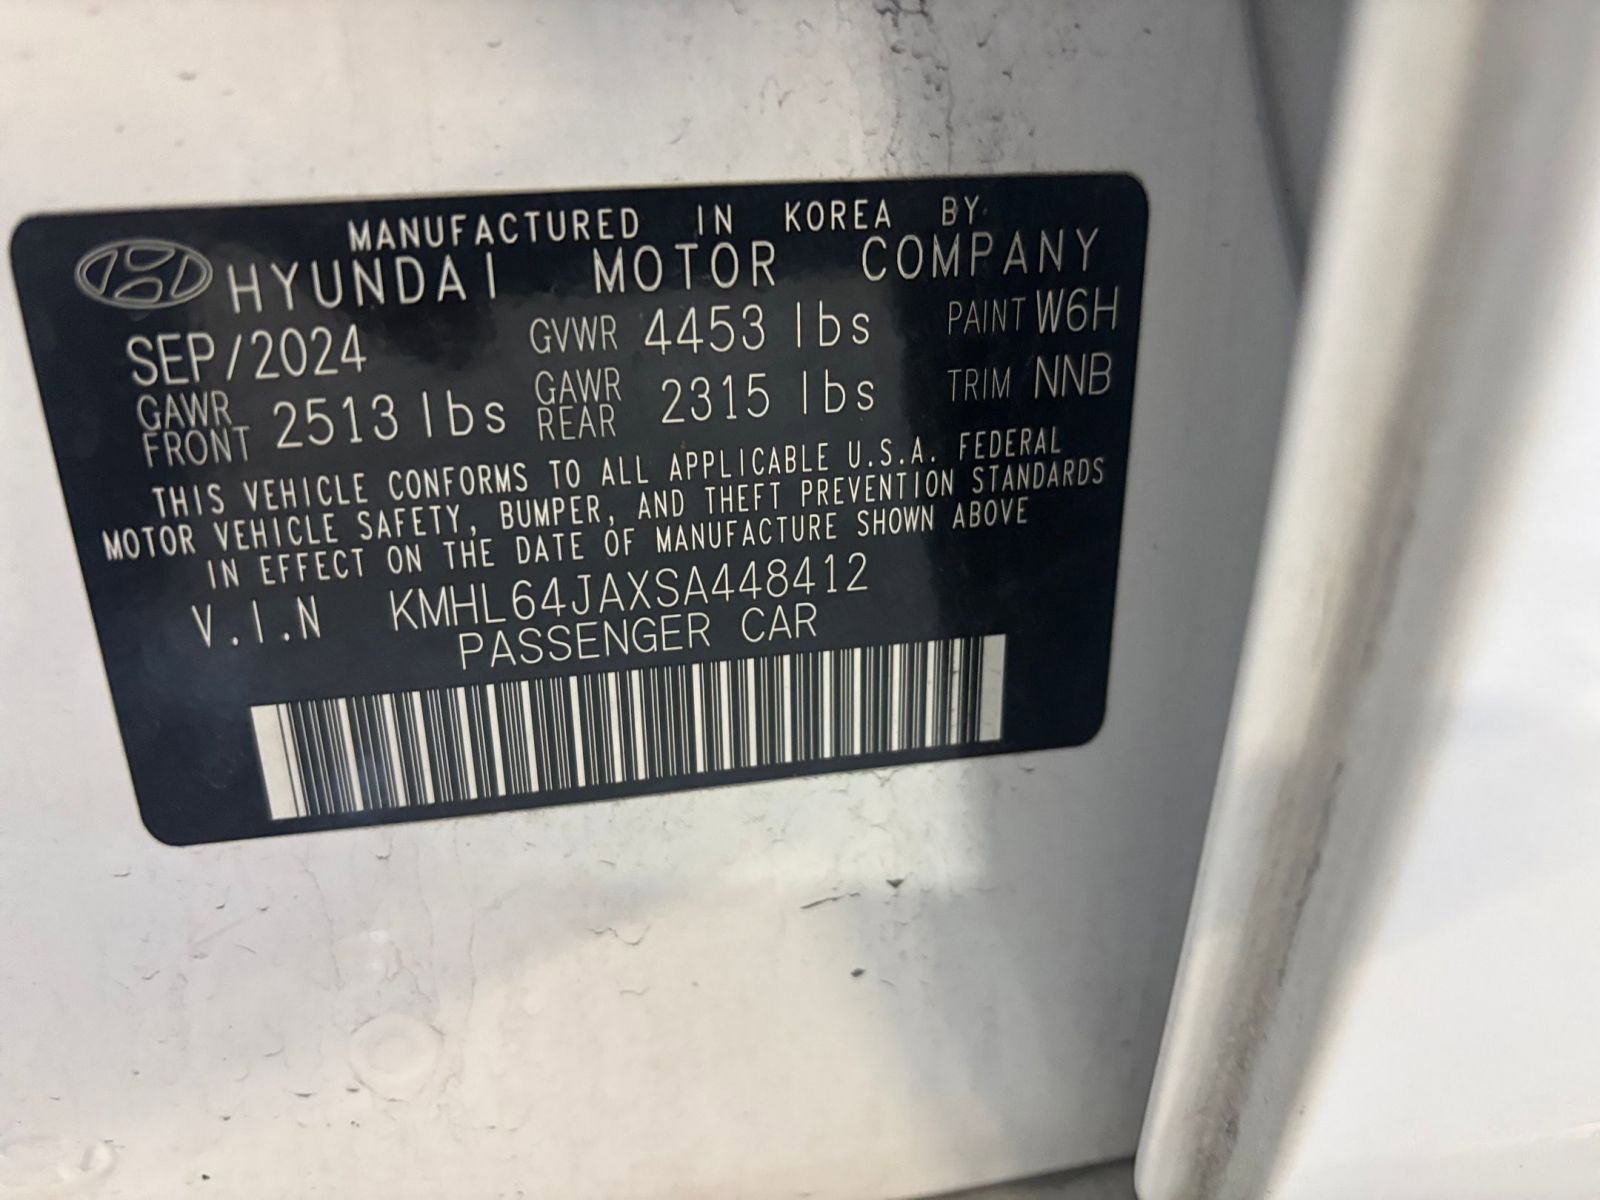 MANUFACTURED IN KOREA BY
HYUNDAI MOTOR COMPANY
SEP/2024 GVWR 4453 lbs PAINT W6H
GAWR FRONT 2513 lbs GAWR REAR 2315 lbs TRIM NNB
THIS VEHICLE CONFORMS TO ALL APPLICABLE U.S.A. FEDERAL
MOTOR VEHICLE SAFETY, BUMPER, AND THEFT PREVENTION STANDARDS
IN EFFECT ON THE DATE OF MANUFACTURE SHOWN ABOVE
V.I.N KMHL64JAXSA448412
PASSENGER CAR